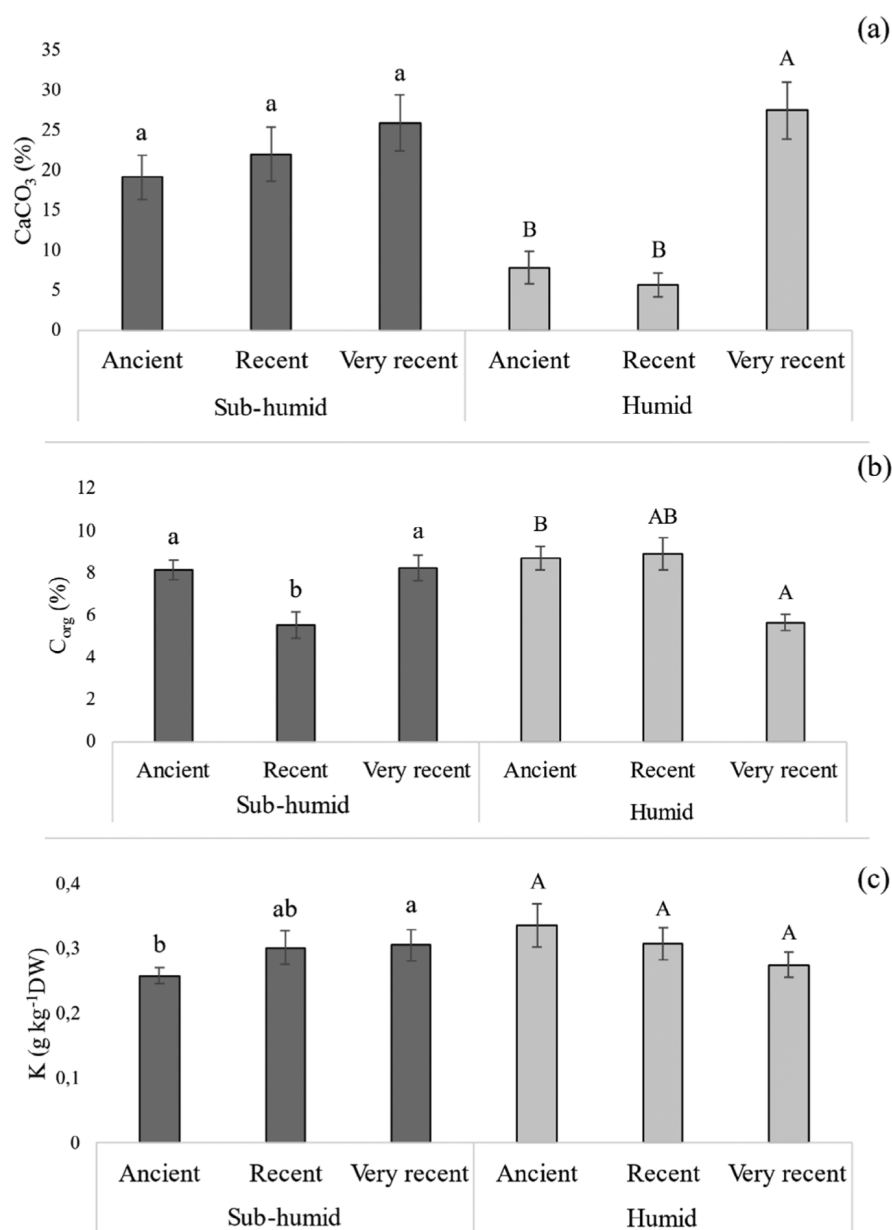 (a)
35
30
25
20
15
10
5
0
CaCO₃ (%)
a a a B B A
Ancient Recent Very recent Ancient Recent Very recent
Sub-humid Humid
(b)
12
10
8
6
4
2
0
Corg (%)
a b a B AB A
Ancient Recent Very recent Ancient Recent Very recent
Sub-humid Humid
(c)
0,4
0,3
0,2
0,1
0
K (g kg⁻¹DW)
b ab a A A A
Ancient Recent Very recent Ancient Recent Very recent
Sub-humid Humid